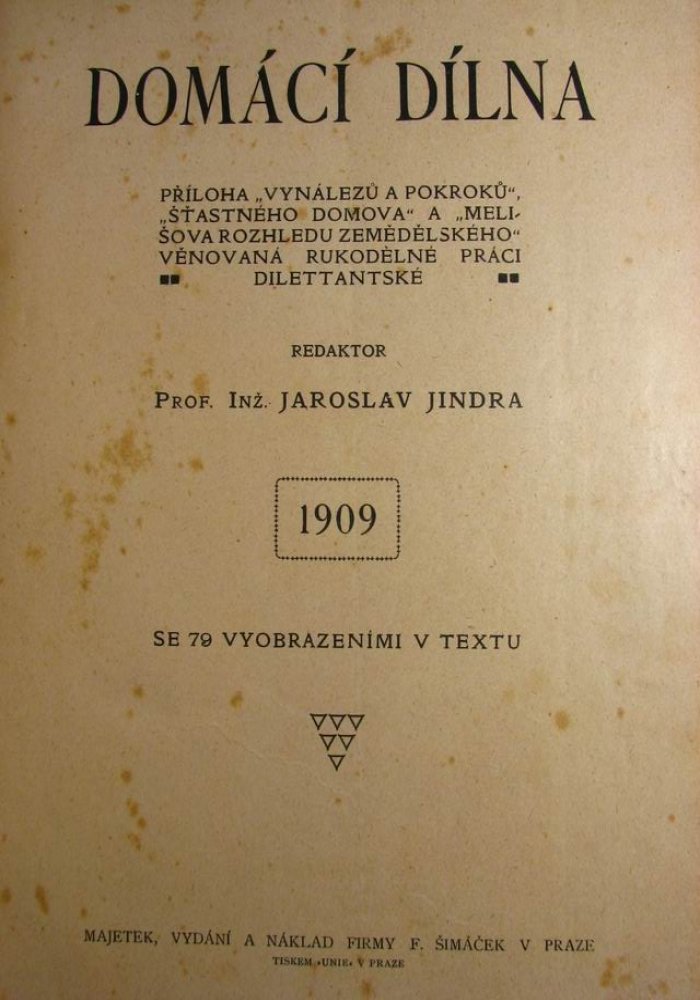 DOMÁCÍ DÍLNA
PŘÍLOHA „VYNÁLEZŮ A POKROKŮ“,
„ŠŤASTNÉHO DOMOVA“ A „MELI-
ŠOVA ROZHLEDU ZEMĚDĚLSKÉHO“
VĚNOVANÁ RUKODĚLNÉ PRÁCI
DILETTANTSKÉ
REDAKTOR
PROF. INŽ. JAROSLAV JINDRA
1909
SE 79 VYOBRAZENÍMI V TEXTU
MAJETEK, VYDÁNÍ A NÁKLAD FIRMY F. ŠIMÁČEK V PRAZE
TISKEM »UNIE« V PRAZE